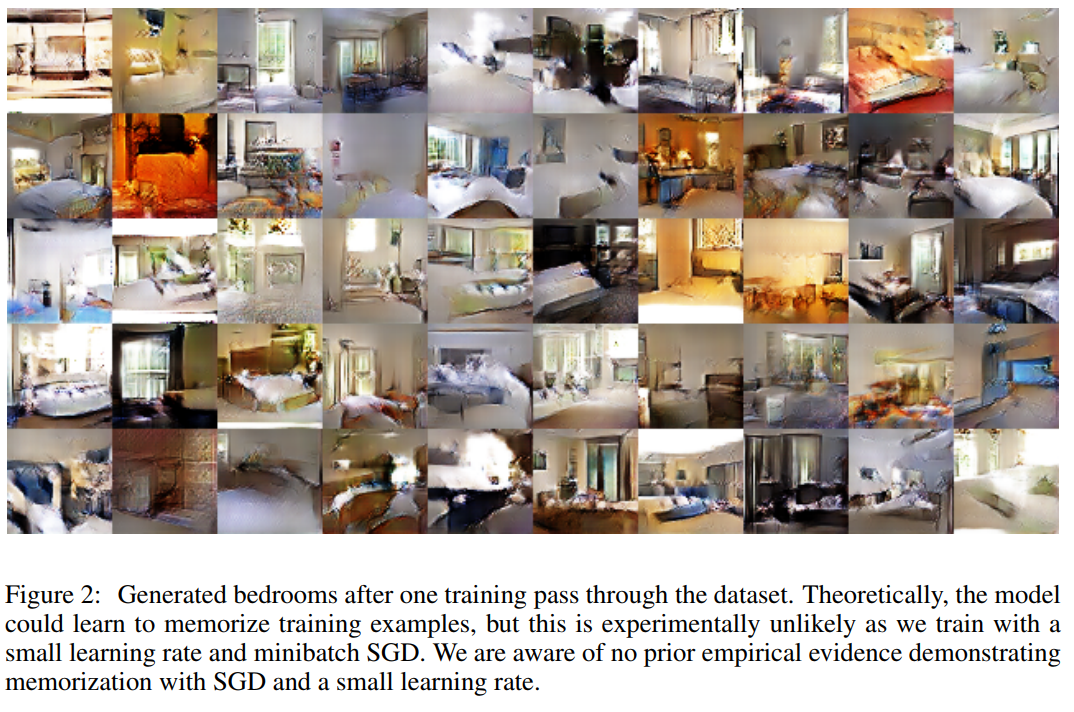 Figure 2: Generated bedrooms after one training pass through the dataset. Theoretically, the model
could learn to memorize training examples, but this is experimentally unlikely as we train with a
small learning rate and minibatch SGD. We are aware of no prior empirical evidence demonstrating
memorization with SGD and a small learning rate.